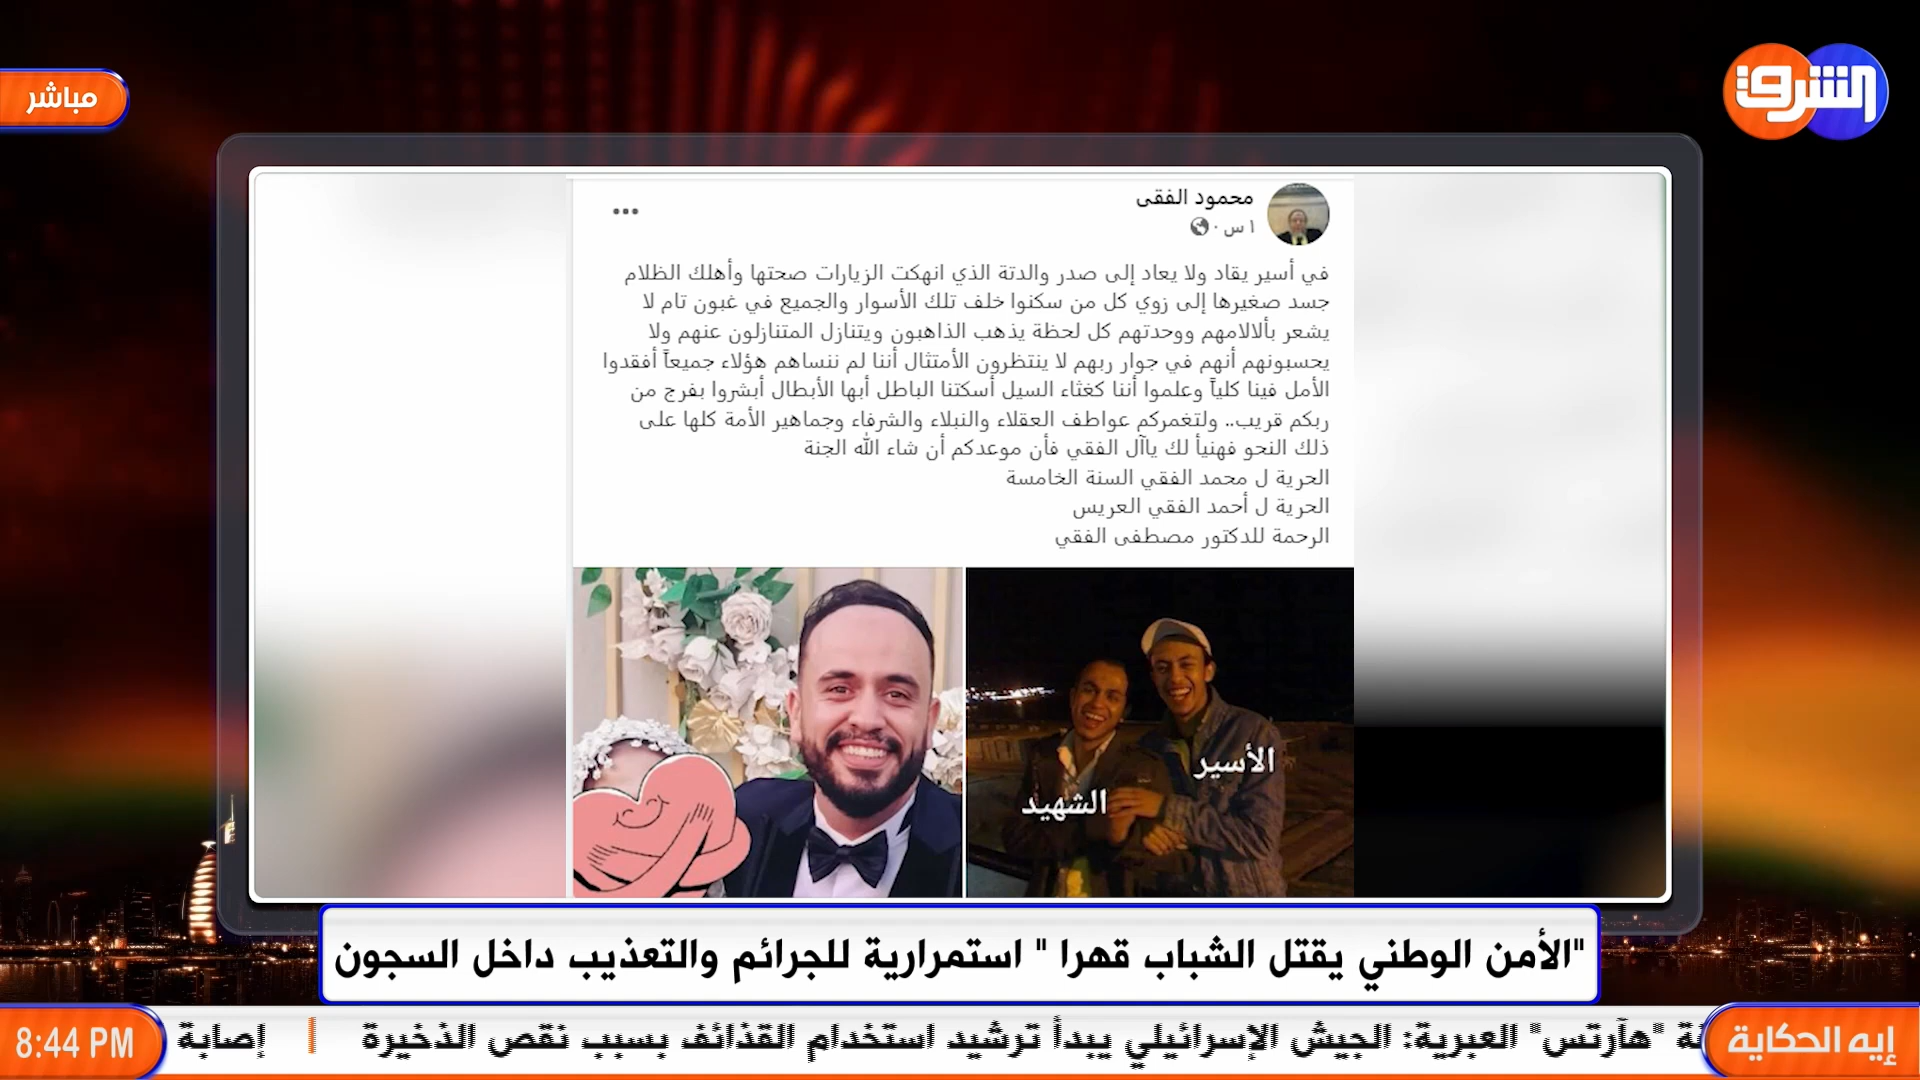 الشرق
مباشر
محمود الفقى
١ س ·
في أسير يقاد ولا يعاد إلى صدر والدتة الذي انهكت الزيارات صحتها وأهلك الظلام
جسد صغيرها إلى زوي كل من سكنوا خلف تلك الأسوار والجميع في غبون تام لا
يشعر بألالامهم ووحدتهم كل لحظة يذهب الذاهبون ويتنازل المتنازلون عنهم ولا
يحسبونهم أنهم في جوار ربهم لا ينتظرون الأمتثال أننا لم ننساهم هؤلاء جميعاً أفقدوا
الأمل فينا كلياً وعلموا أننا كغثاء السيل أسكتنا الباطل أبها الأبطال أبشروا بفرج من
ربكم قريب.. ولتغمركم عواطف العقلاء والنبلاء والشرفاء وجماهير الأمة كلها على
ذلك النحو فهنيأ لك ياآل الفقي فأن موعدكم أن شاء الله الجنة
الحرية ل محمد الفقي السنة الخامسة
الحرية ل أحمد الفقي العريس
الرحمة للدكتور مصطفى الفقي
الأسير
الشهيد
"الأمن الوطني يقتل الشباب قهرا " استمرارية للجرائم والتعذيب داخل السجون
إيه الحكاية
"هآرتس" العبرية: الجيش الإسرائيلي يبدأ ترشيد استخدام القذائف بسبب نقص الذخيرة | إصابة
8:44 PM